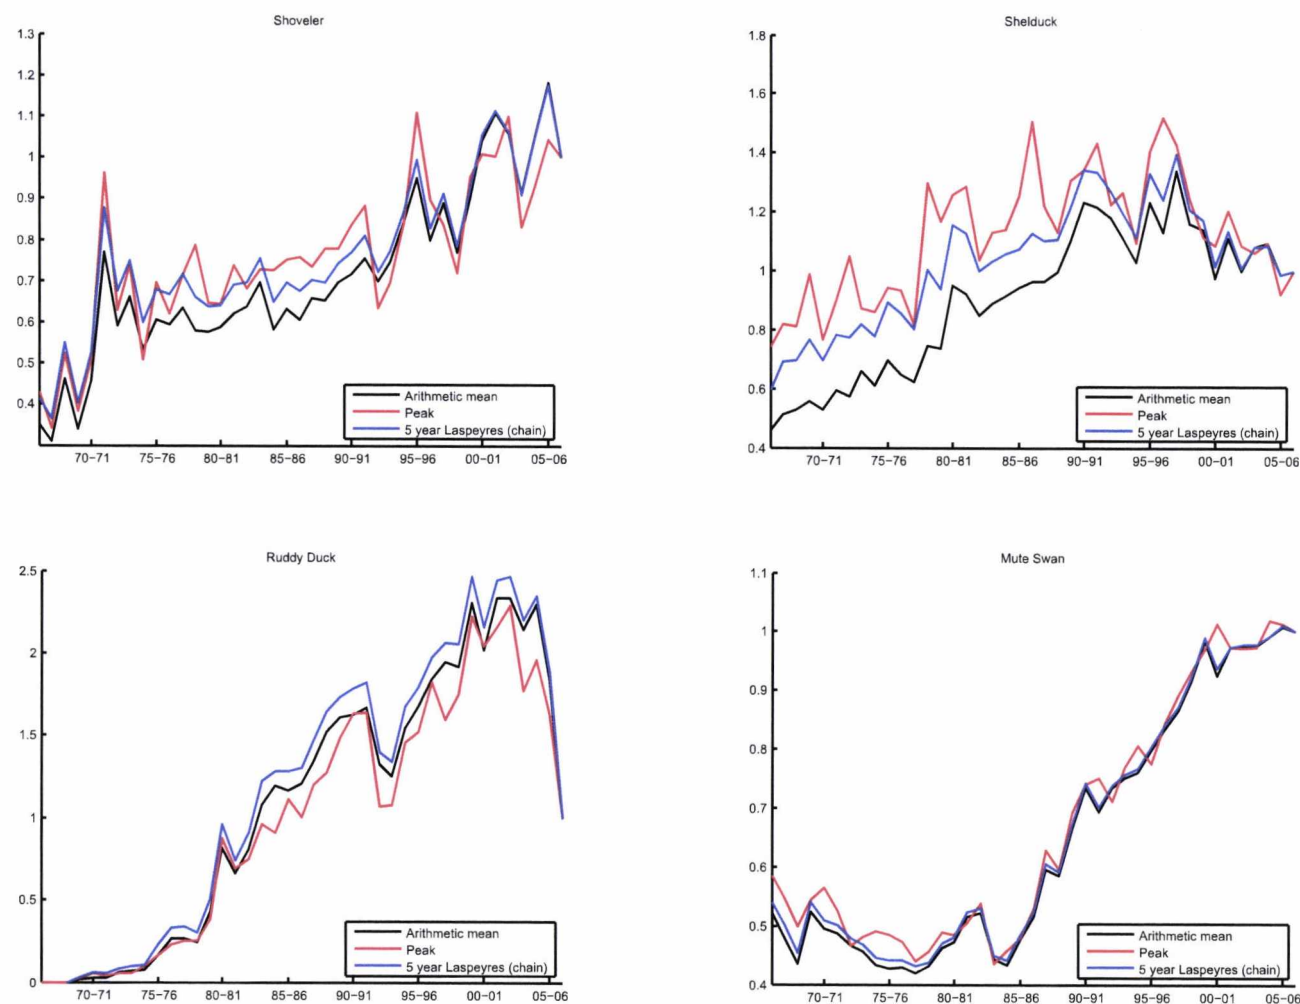 Shoveler
1.3
1.2
1.1
1
0.9
0.8
0.7
0.6
0.5
0.4
70–71 75–76 80–81 85–86 90–91 95–96 00–01 05–06
Arithmetic mean
Peak
5 year Laspeyres (chain)
Shelduck
1.8
1.6
1.4
1.2
1
0.8
0.6
0.4
70–71 75–76 80–81 85–86 90–91 95–96 00–01 05–06
Arithmetic mean
Peak
5 year Laspeyres (chain)
Ruddy Duck
2.5
2
1.5
1
0.5
0
70–71 75–76 80–81 85–86 90–91 95–96 00–01 05–06
Arithmetic mean
Peak
5 year Laspeyres (chain)
Mute Swan
1.1
1
0.9
0.8
0.7
0.6
0.5
0.4
70–71 75–76 80–81 85–86 90–91 95–96 00–01 05–06
Arithmetic mean
Peak
5 year Laspeyres (chain)